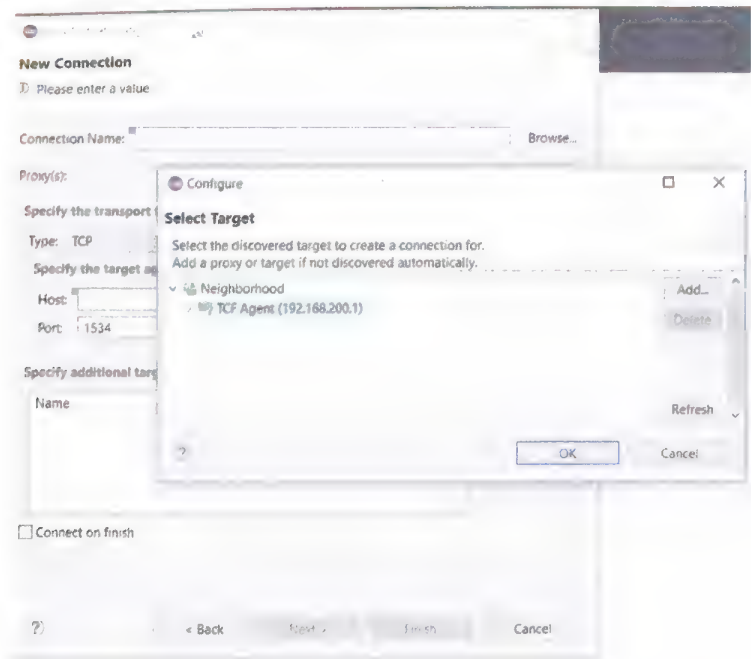 New Connection
Please enter a value
Connection Name:
Browse...
Proxy(s):
Configure
Specify the transport
Select Target
Type: TCP
Select the discovered target to create a connection for.
Add a proxy or target if not discovered automatically.
Specify the target
Neighborhood
Add...
Host:
TCF Agent (192.168.200.1)
Delete
Port: 1534
Specify additional targ
Name
Refresh
?
OK
Cancel
Connect on finish
?
< Back
Next >
Finish
Cancel